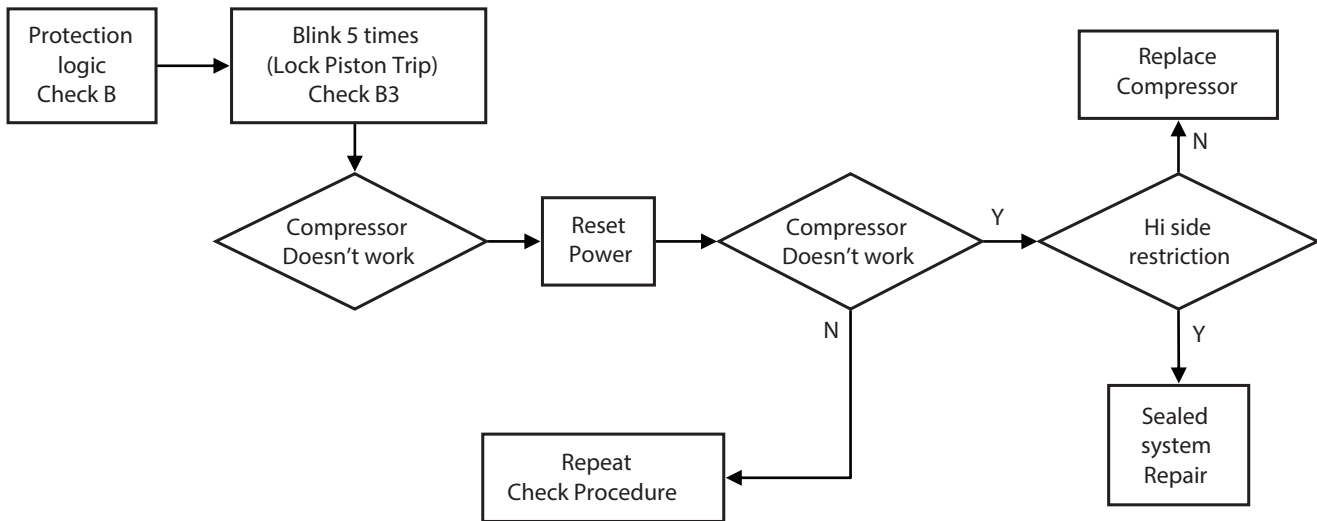 Protection
logic
Check B
Blink 5 times
(Lock Piston Trip)
Check B3
Compressor
Doesn't work
Reset
Power
Compressor
Doesn't work
Y
N
Hi side
restriction
N
Replace
Compressor
Y
Sealed
system
Repair
Repeat
Check Procedure